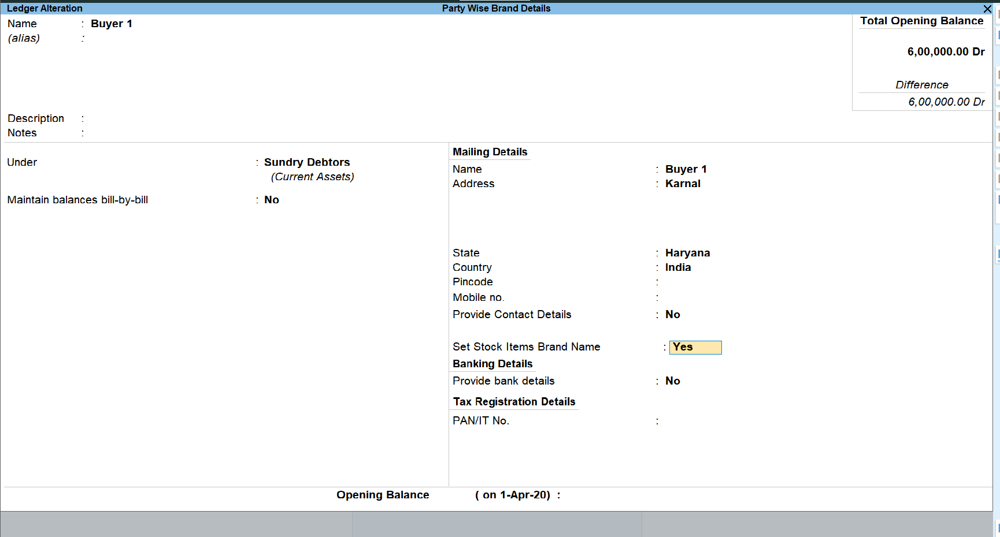 Ledger Alteration
Party Wise Brand Details
Name : Buyer 1
(alias) :
Total Opening Balance
6,00,000.00 Dr
Difference
6,00,000.00 Dr
Description :
Notes :
Under : Sundry Debtors
(Current Assets)
Maintain balances bill-by-bill : No
Mailing Details
Name : Buyer 1
Address : Karnal
State : Haryana
Country : India
Pincode :
Mobile no. :
Provide Contact Details : No
Set Stock Items Brand Name : Yes
Banking Details
Provide bank details : No
Tax Registration Details
PAN/IT No. :
Opening Balance ( on 1-Apr-20) :